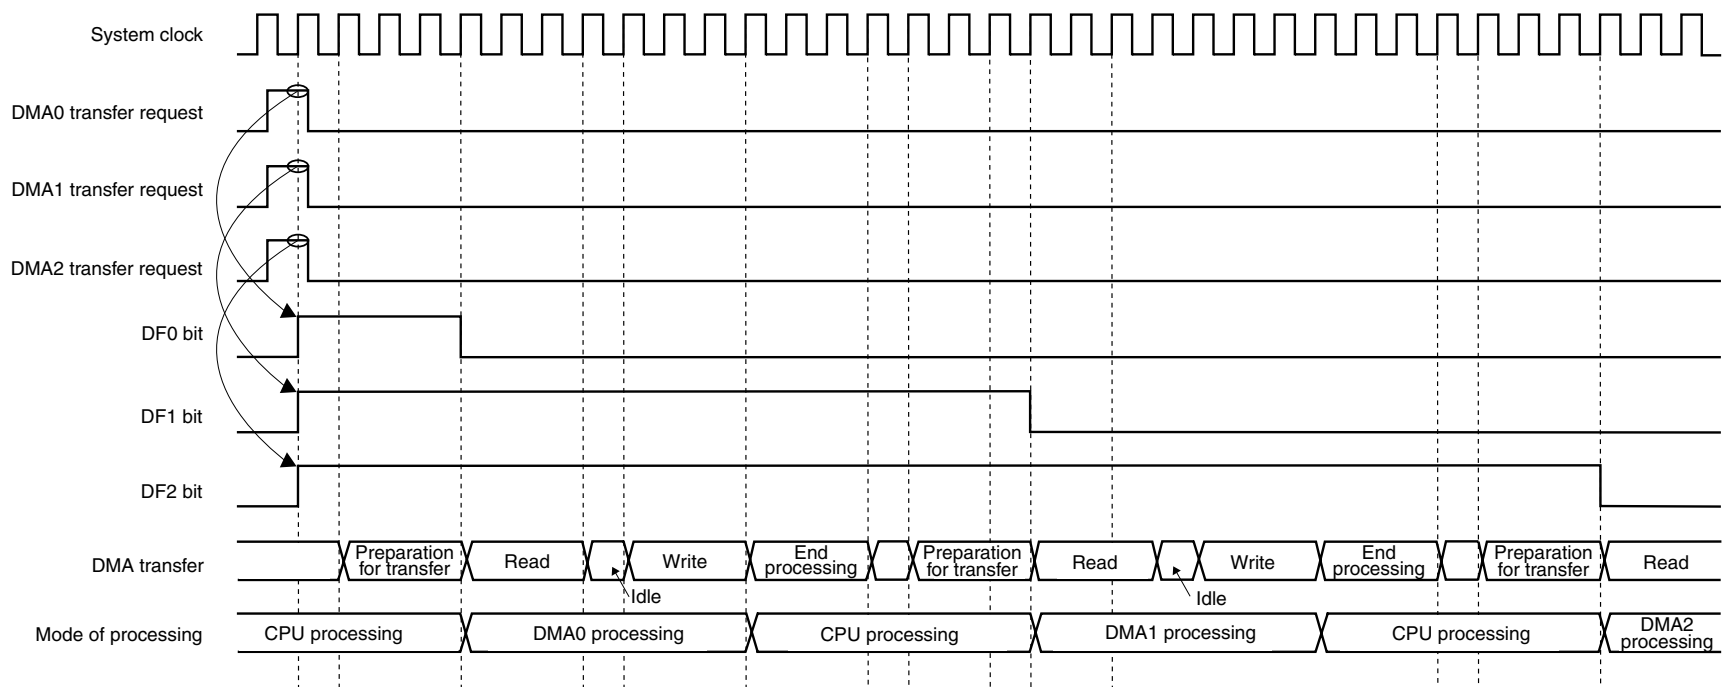 System clock
DMA0 transfer request
DMA1 transfer request
DMA2 transfer request
DF0 bit
DF1 bit
DF2 bit
DMA transfer
Preparation
for transfer
Read
Idle
Write
End
processing
Preparation
for transfer
Read
Idle
Write
End
processing
Preparation
for transfer
Read
Mode of processing
CPU processing
DMA0 processing
CPU processing
DMA1 processing
CPU processing
DMA2
processing